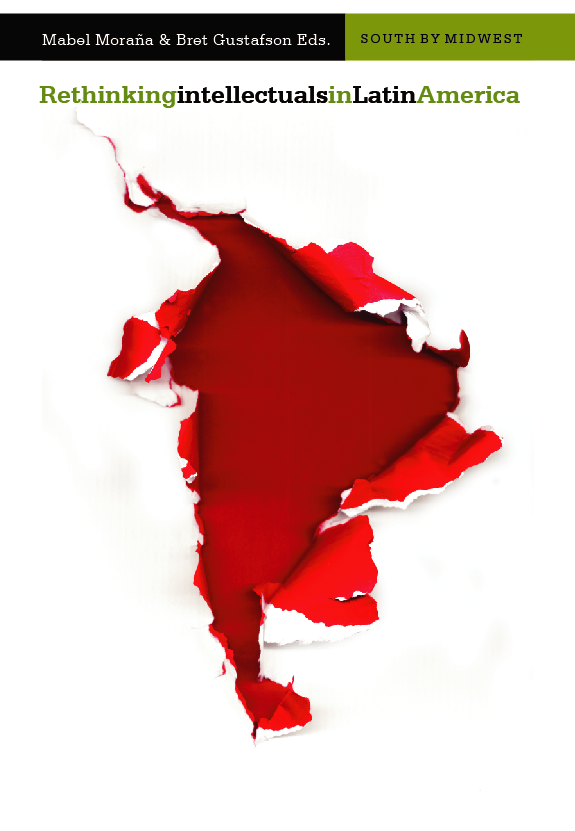 Mabel Moraña & Bret Gustafson Eds.
SOUTH BY MIDWEST
RethinkingintellectualsinLatinAmerica